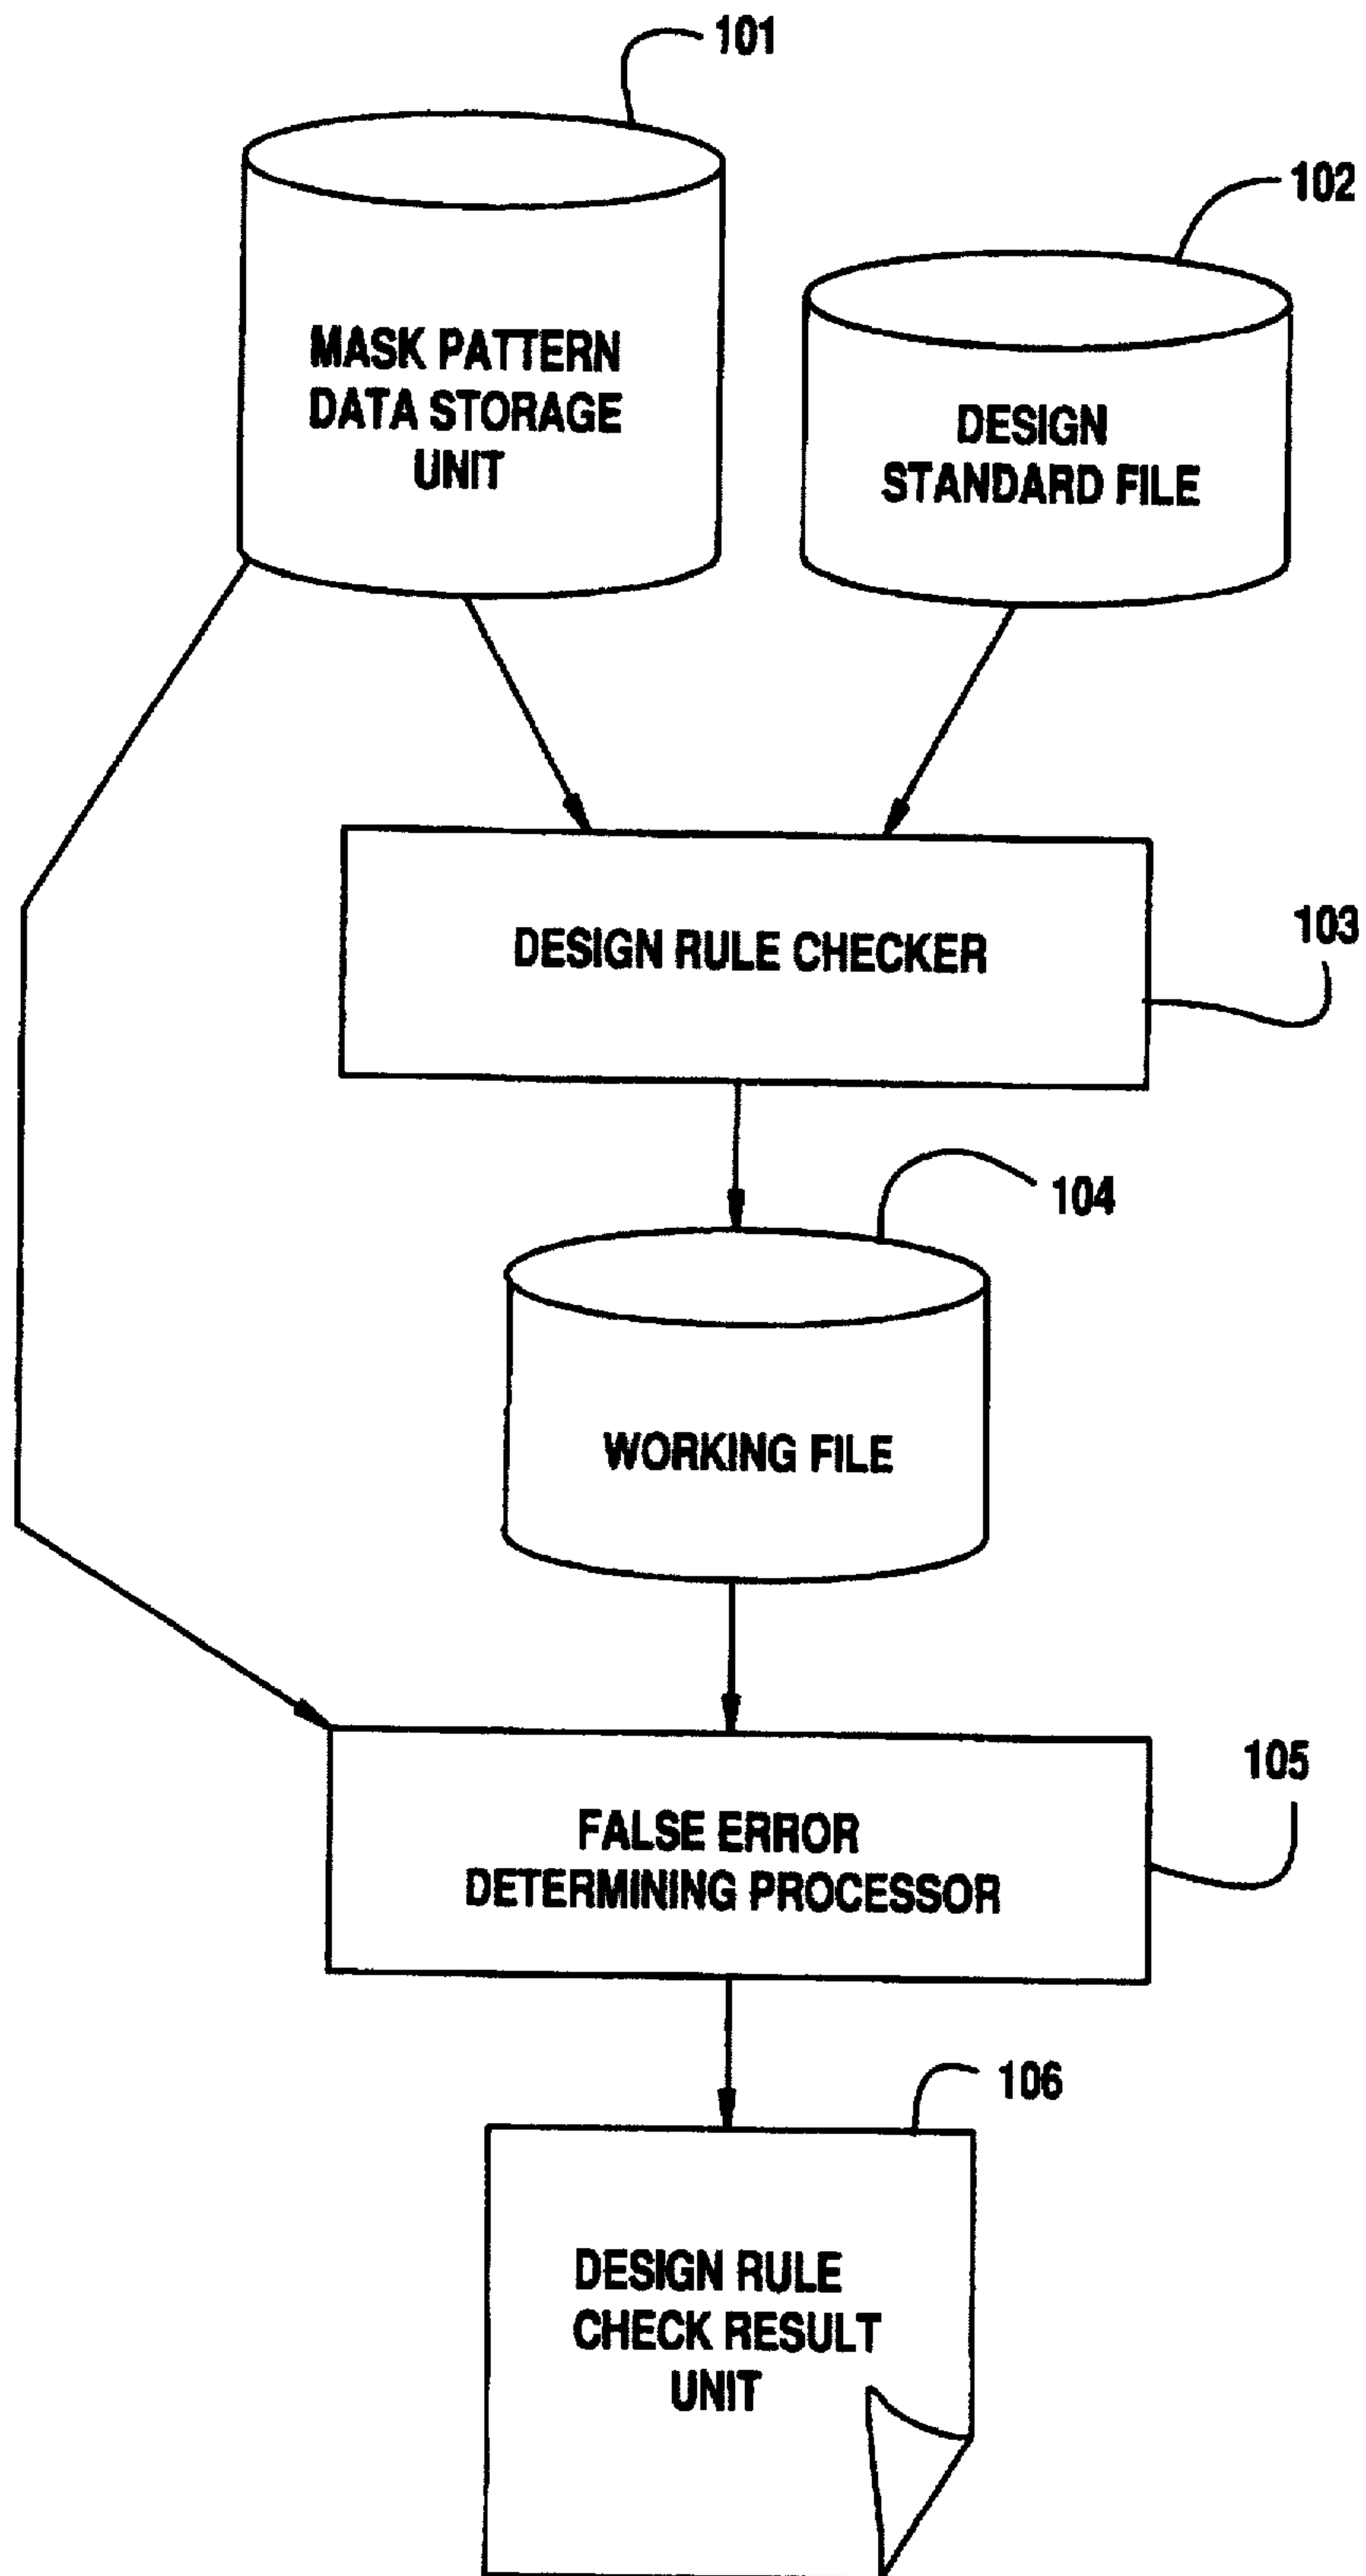 101
102
MASK PATTERN
DATA STORAGE
UNIT
DESIGN
STANDARD FILE
DESIGN RULE CHECKER
103
104
WORKING FILE
105
FALSE ERROR
DETERMINING PROCESSOR
106
DESIGN RULE
CHECK RESULT
UNIT